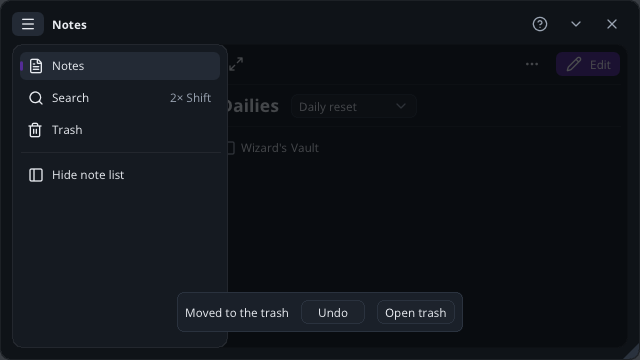 Notes
Notes
Search 2× Shift
Trash
Hide note list
Edit
Dailies Daily reset
Wizard's Vault
Moved to the trash Undo Open trash